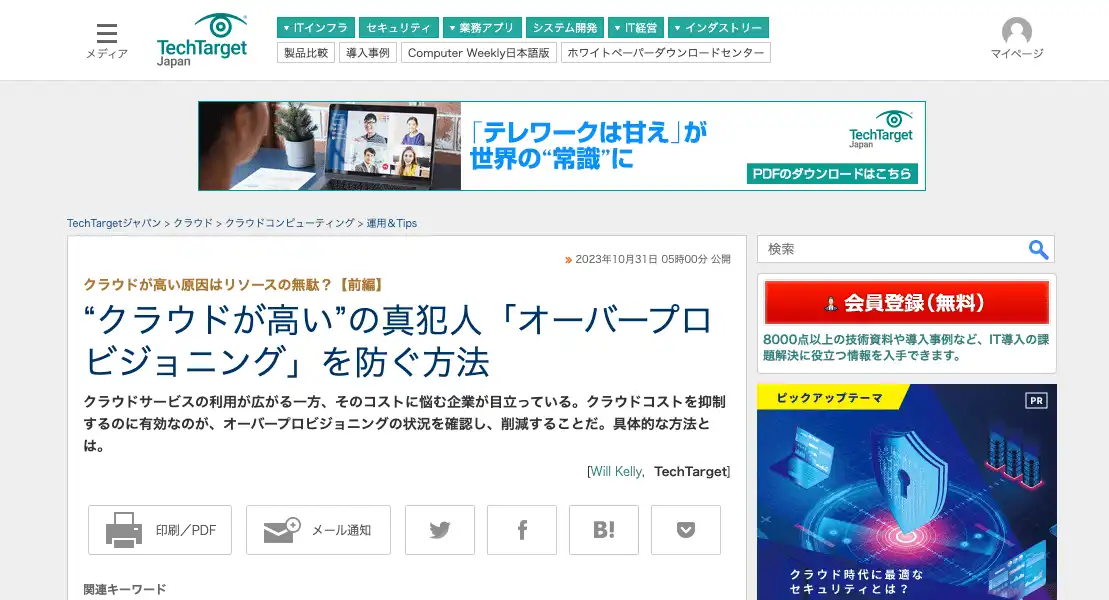 メディア
TechTarget
Japan
ITインフラ
セキュリティ
業務アプリ
システム開発
IT経営
インダストリー
製品比較
導入事例
Computer Weekly日本語版
ホワイトペーパーダウンロードセンター
マイページ
「テレワークは甘え」が
世界の“常識”に
TechTarget
Japan
PDFのダウンロードはこちら
TechTargetジャパン > クラウド > クラウドコンピューティング > 運用＆Tips
» 2023年10月31日 05時00分 公開
クラウドが高い原因はリソースの無駄？【前編】
“クラウドが高い”の真犯人「オーバープロ
ビジョニング」を防ぐ方法
クラウドサービスの利用が広がる一方、そのコストに悩む企業が目立っている。クラウドコストを抑制
するのに有効なのが、オーバープロビジョニングの状況を確認し、削減することだ。具体的な方法と
は。
[Will Kelly, TechTarget]
印刷／PDF
メール通知
B!
関連キーワード
検索
会員登録（無料）
8000点以上の技術資料や導入事例など、IT導入の課
題解決に役立つ情報を入手できます。
ピックアップテーマ
PR
クラウド時代に最適な
セキュリティとは？